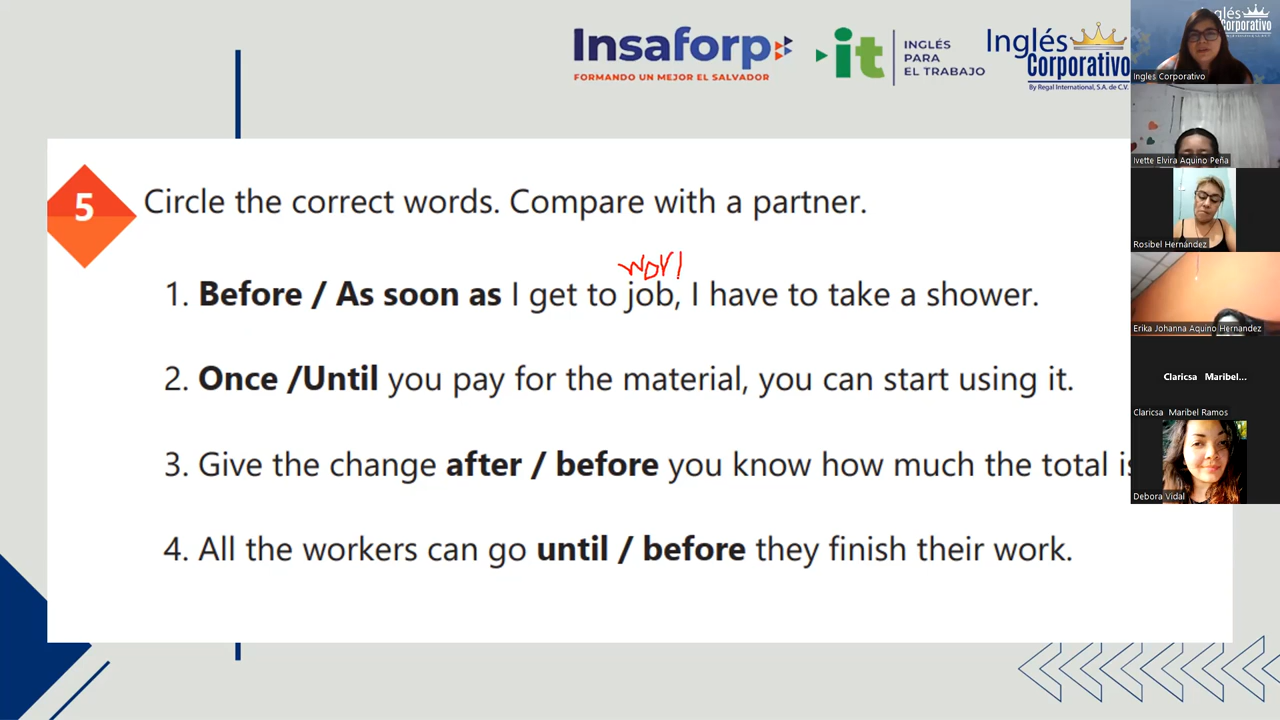 Insaforp
FORMANDO UN MEJOR EL SALVADOR
it
INGLÉS
PARA
EL TRABAJO
Inglés
Corporativo
By Regal International, S.A. de C.V.
5
Circle the correct words. Compare with a partner.
wor
1. Before / As soon as I get to job, I have to take a shower.
2. Once /Until you pay for the material, you can start using it.
3. Give the change after / before you know how much the total is
4. All the workers can go until / before they finish their work.
Inglés
Corporativo
Ingles Corporativo
Ivette Elvira Aquino Peña
Rosibel Hernández
Erika Johanna Aquino Hernandez
Claricsa Maribel...
Claricsa Maribel Ramos
Debora Vidal